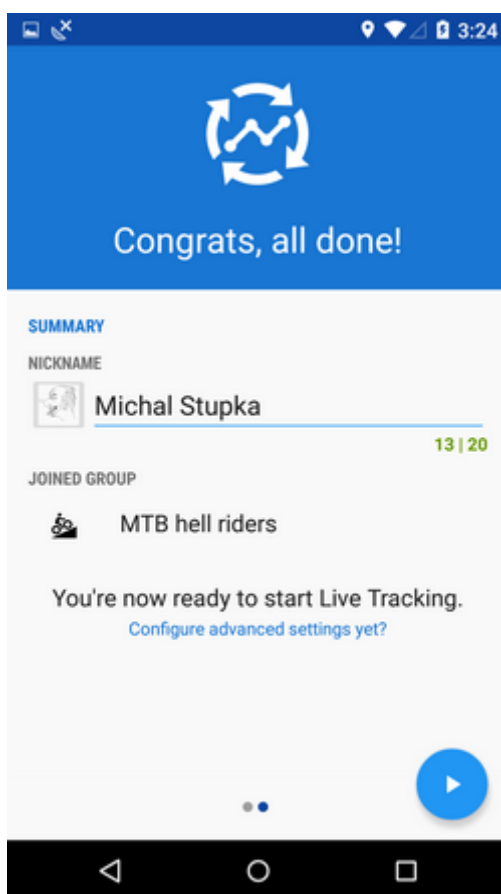 3:24
Congrats, all done!
SUMMARY
NICKNAME
Michal Stupka
13 | 20
JOINED GROUP
MTB hell riders
You're now ready to start Live Tracking.
Configure advanced settings yet?